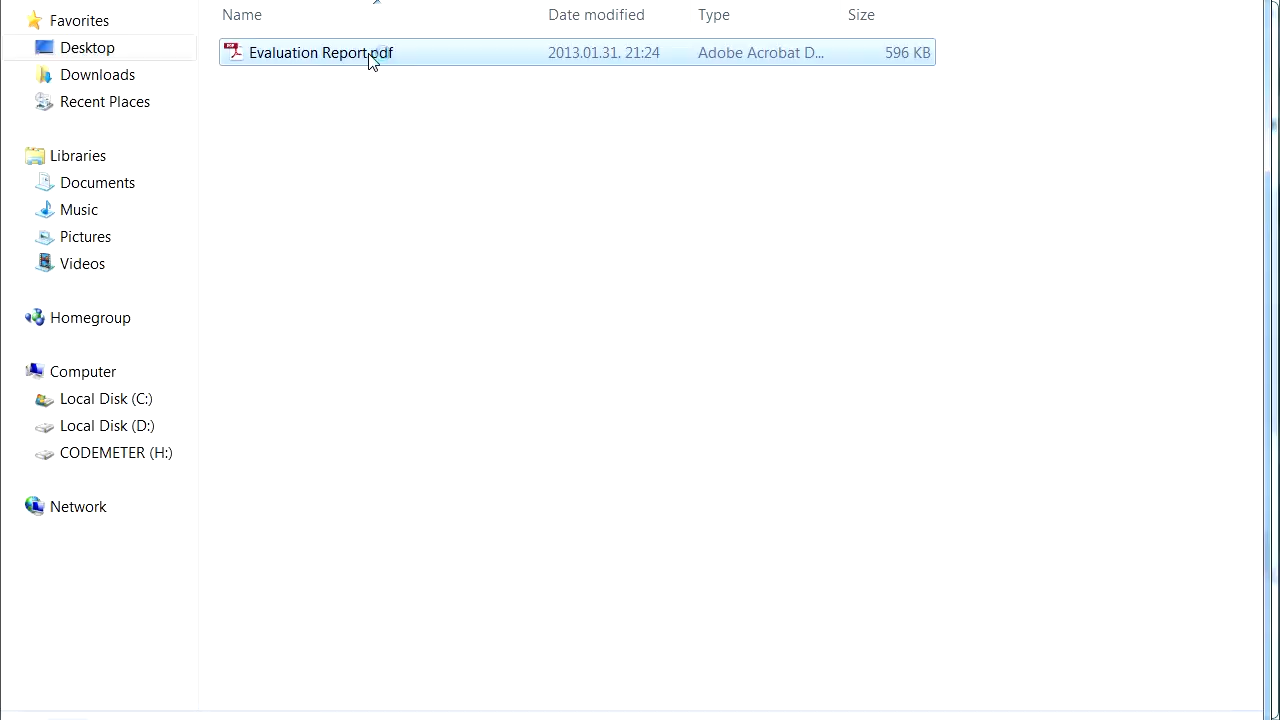 Name Date modified Type Size
Evaluation Report.pdf 2013.01.31. 21:24 Adobe Acrobat D... 596 KB
Favorites
Desktop
Downloads
Recent Places
Libraries
Documents
Music
Pictures
Videos
Homegroup
Computer
Local Disk (C:)
Local Disk (D:)
CODEMETER (H:)
Network